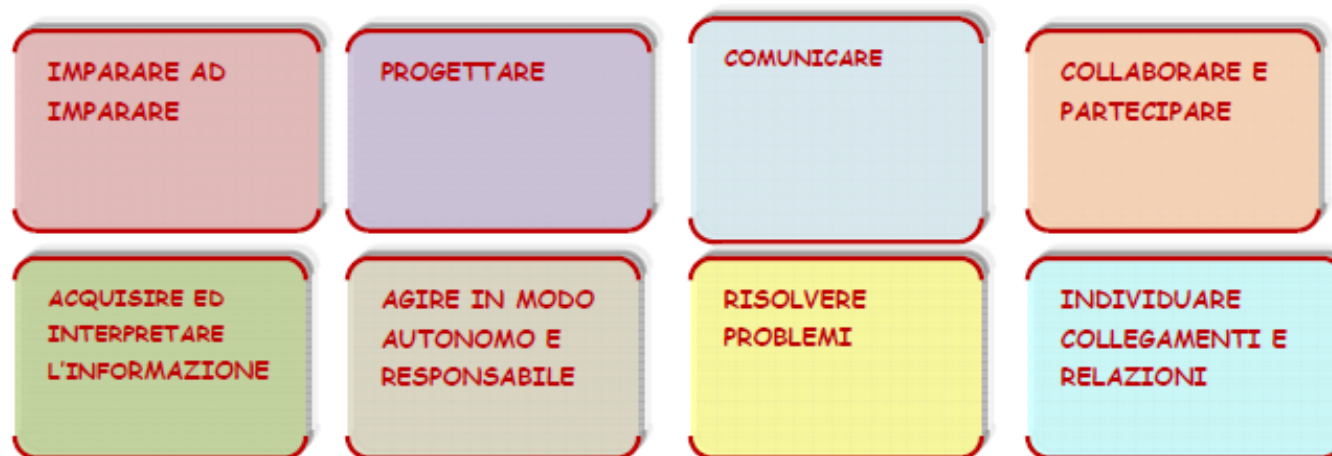 IMPARARE AD
IMPARARE
PROGETTARE
COMUNICARE
COLLABORARE E
PARTECIPARE
ACQUISIRE ED
INTERPRETARE
L'INFORMAZIONE
AGIRE IN MODO
AUTONOMO E
RESPONSABILE
RISOLVERE
PROBLEMI
INDIVIDUARE
COLLEGAMENTI E
RELAZIONI